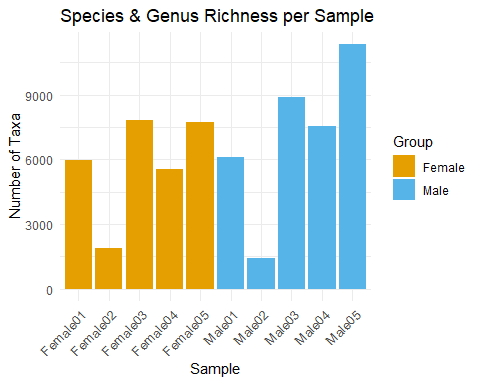 Species & Genus Richness per Sample
Number of Taxa
9000
6000
3000
0
Female01
Female02
Female03
Female04
Female05
Male01
Male02
Male03
Male04
Male05
Sample
Group
Female
Male